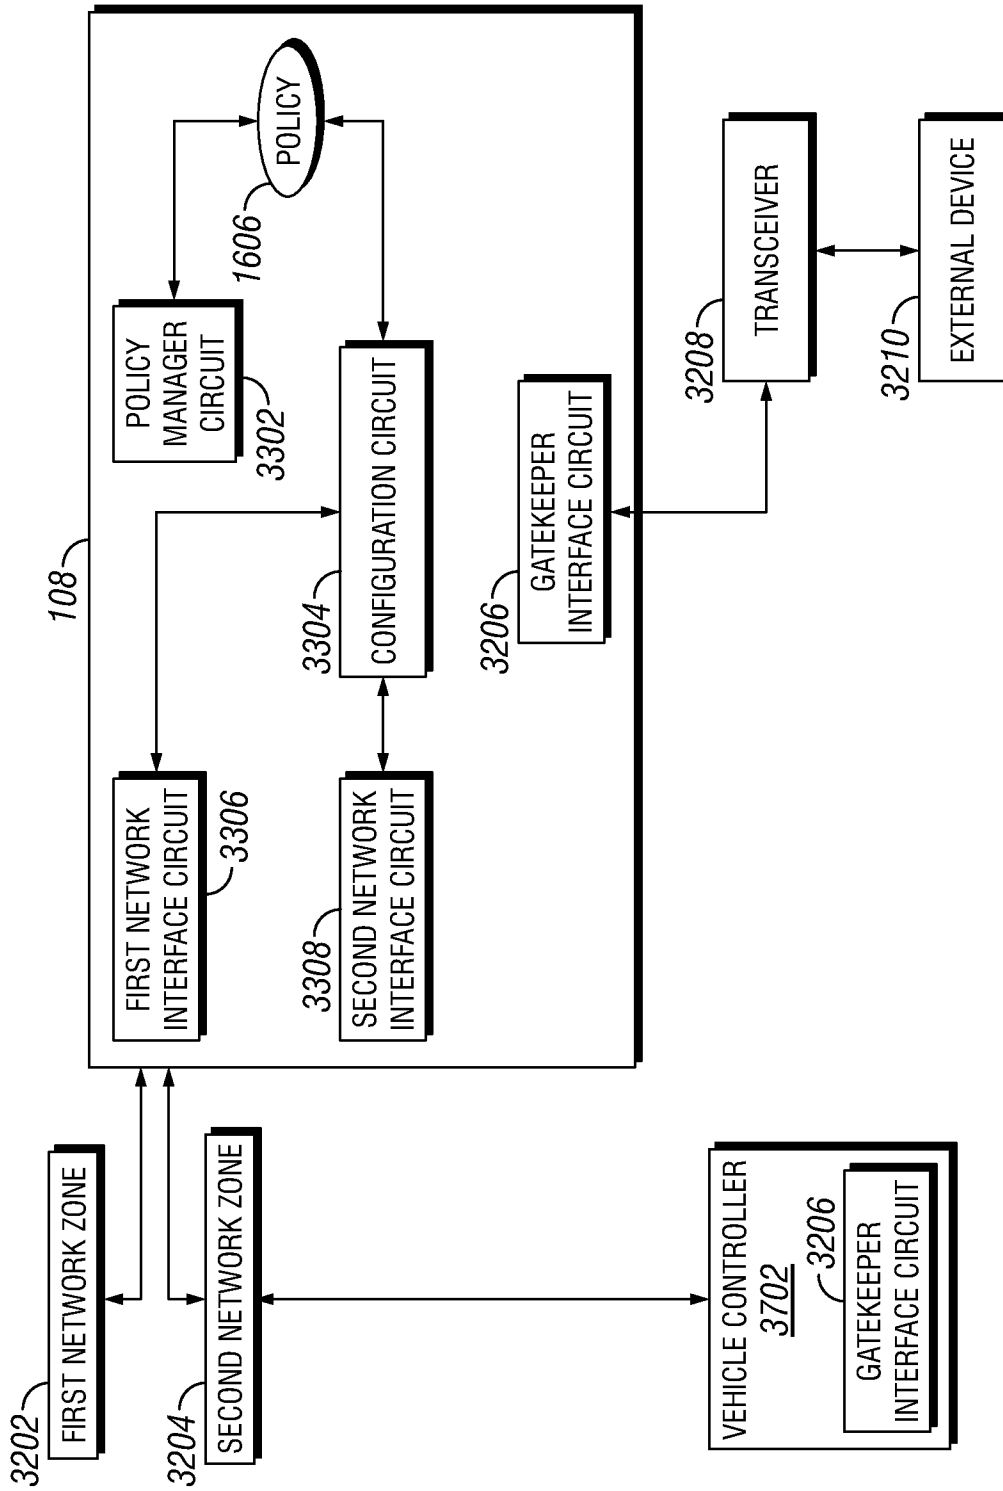 108
POLICY
MANAGER
CIRCUIT
3302
1606
POLICY
3304
CONFIGURATION CIRCUIT
FIRST NETWORK
INTERFACE CIRCUIT
3306
3308
SECOND NETWORK
INTERFACE CIRCUIT
3206
GATEKEEPER
INTERFACE CIRCUIT
3208
TRANSCEIVER
3210
EXTERNAL DEVICE
3202
FIRST NETWORK ZONE
3204
SECOND NETWORK ZONE
VEHICLE CONTROLLER
3702
3206
GATEKEEPER
INTERFACE CIRCUIT